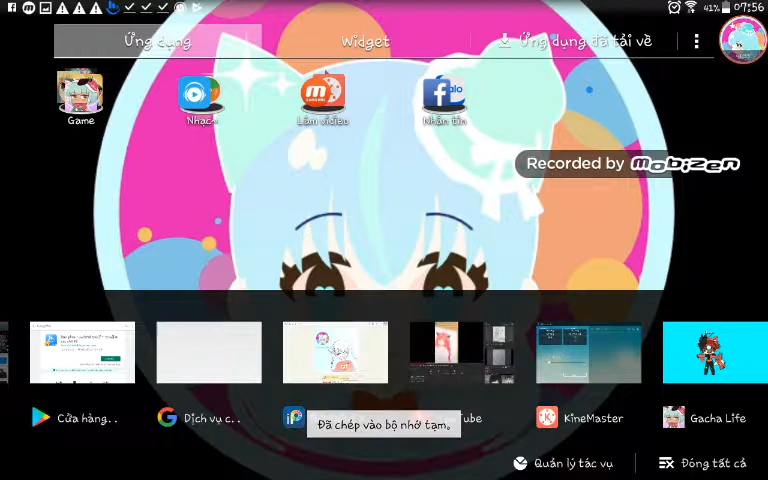 41% 07:56
Ứng dụng
Widget
Ứng dụng đã tải về
Game
Nhạc
Làm video
Nhắn tin
Recorded by mobizen
Cửa hàng..
Dịch vụ c..
Tube
KineMaster
Gacha Life
Đã chép vào bộ nhớ tạm.
Quản lý tác vụ
Đóng tất cả